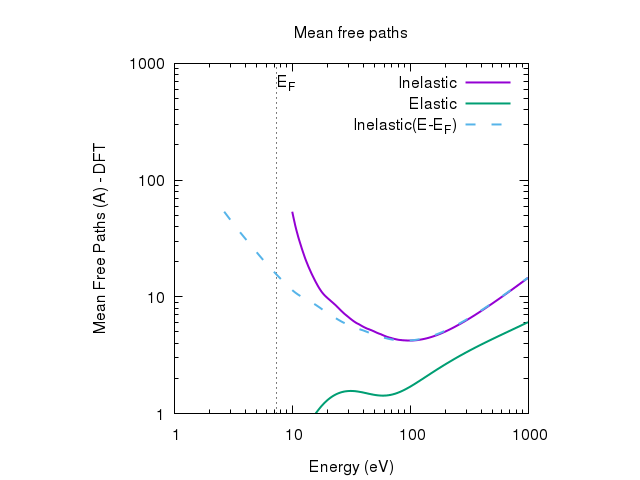 Mean free paths
1000
100
10
1
Mean Free Paths (A) - DFT
E_F
Inelastic
Elastic
Inelastic(E-E_F)
1 10 100 1000
Energy (eV)